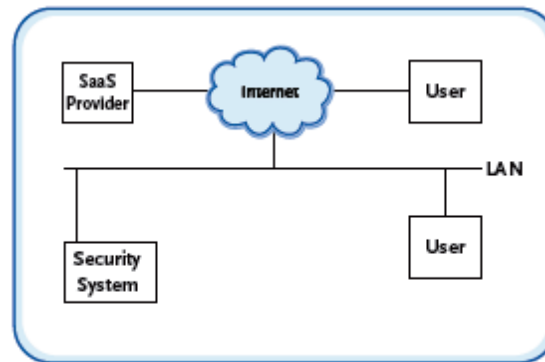 SaaS
Provider
Internet
User
LAN
Security
System
User